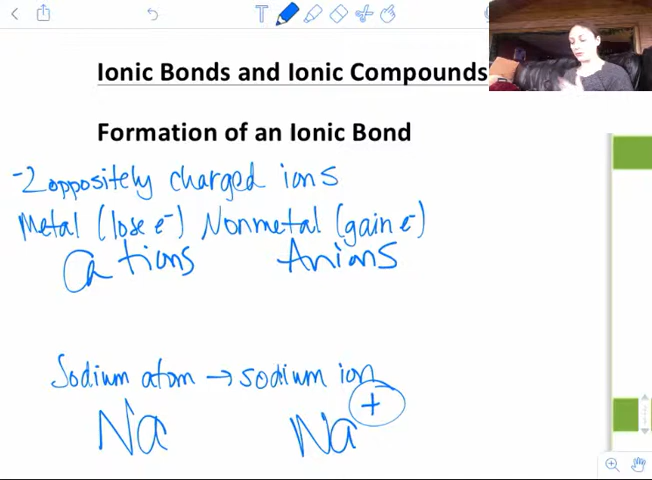 Ionic Bonds and Ionic Compounds
Formation of an Ionic Bond
-2 oppositely charged ions
Metal (lose e-) Nonmetal (gain e-)
Cations Anions
Sodium atom → sodium ion
Na Na+